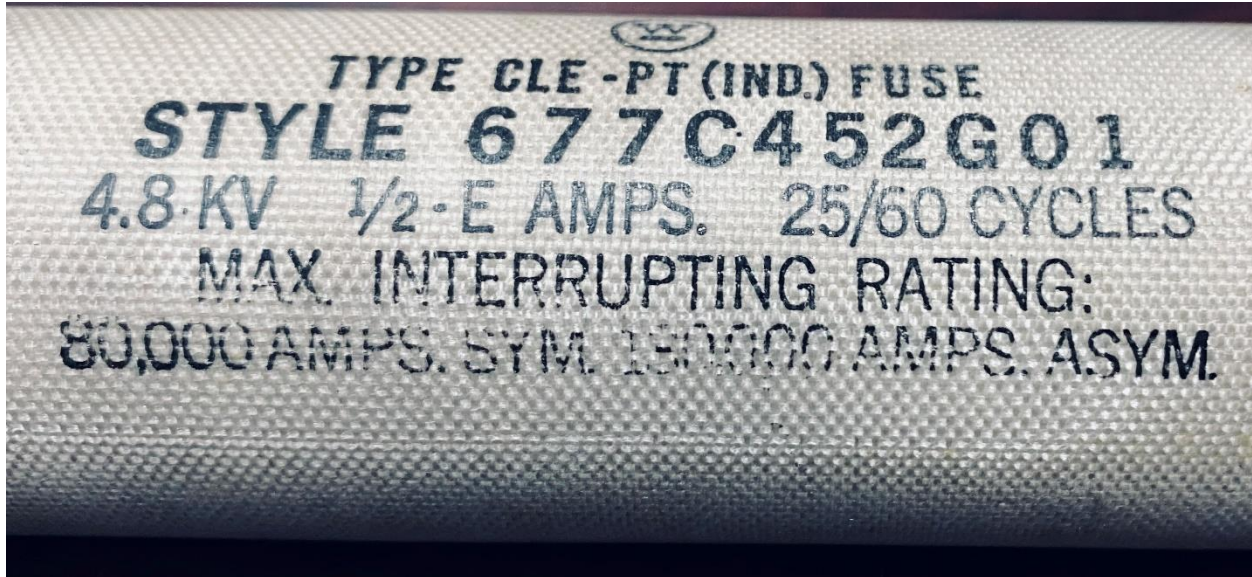 W
TYPE CLE-PT (IND.) FUSE
STYLE 677C452G01
4.8 KV 1/2-E AMPS. 25/60 CYCLES
MAX. INTERRUPTING RATING:
80,000 AMPS. SYM. AMPS. ASYM.